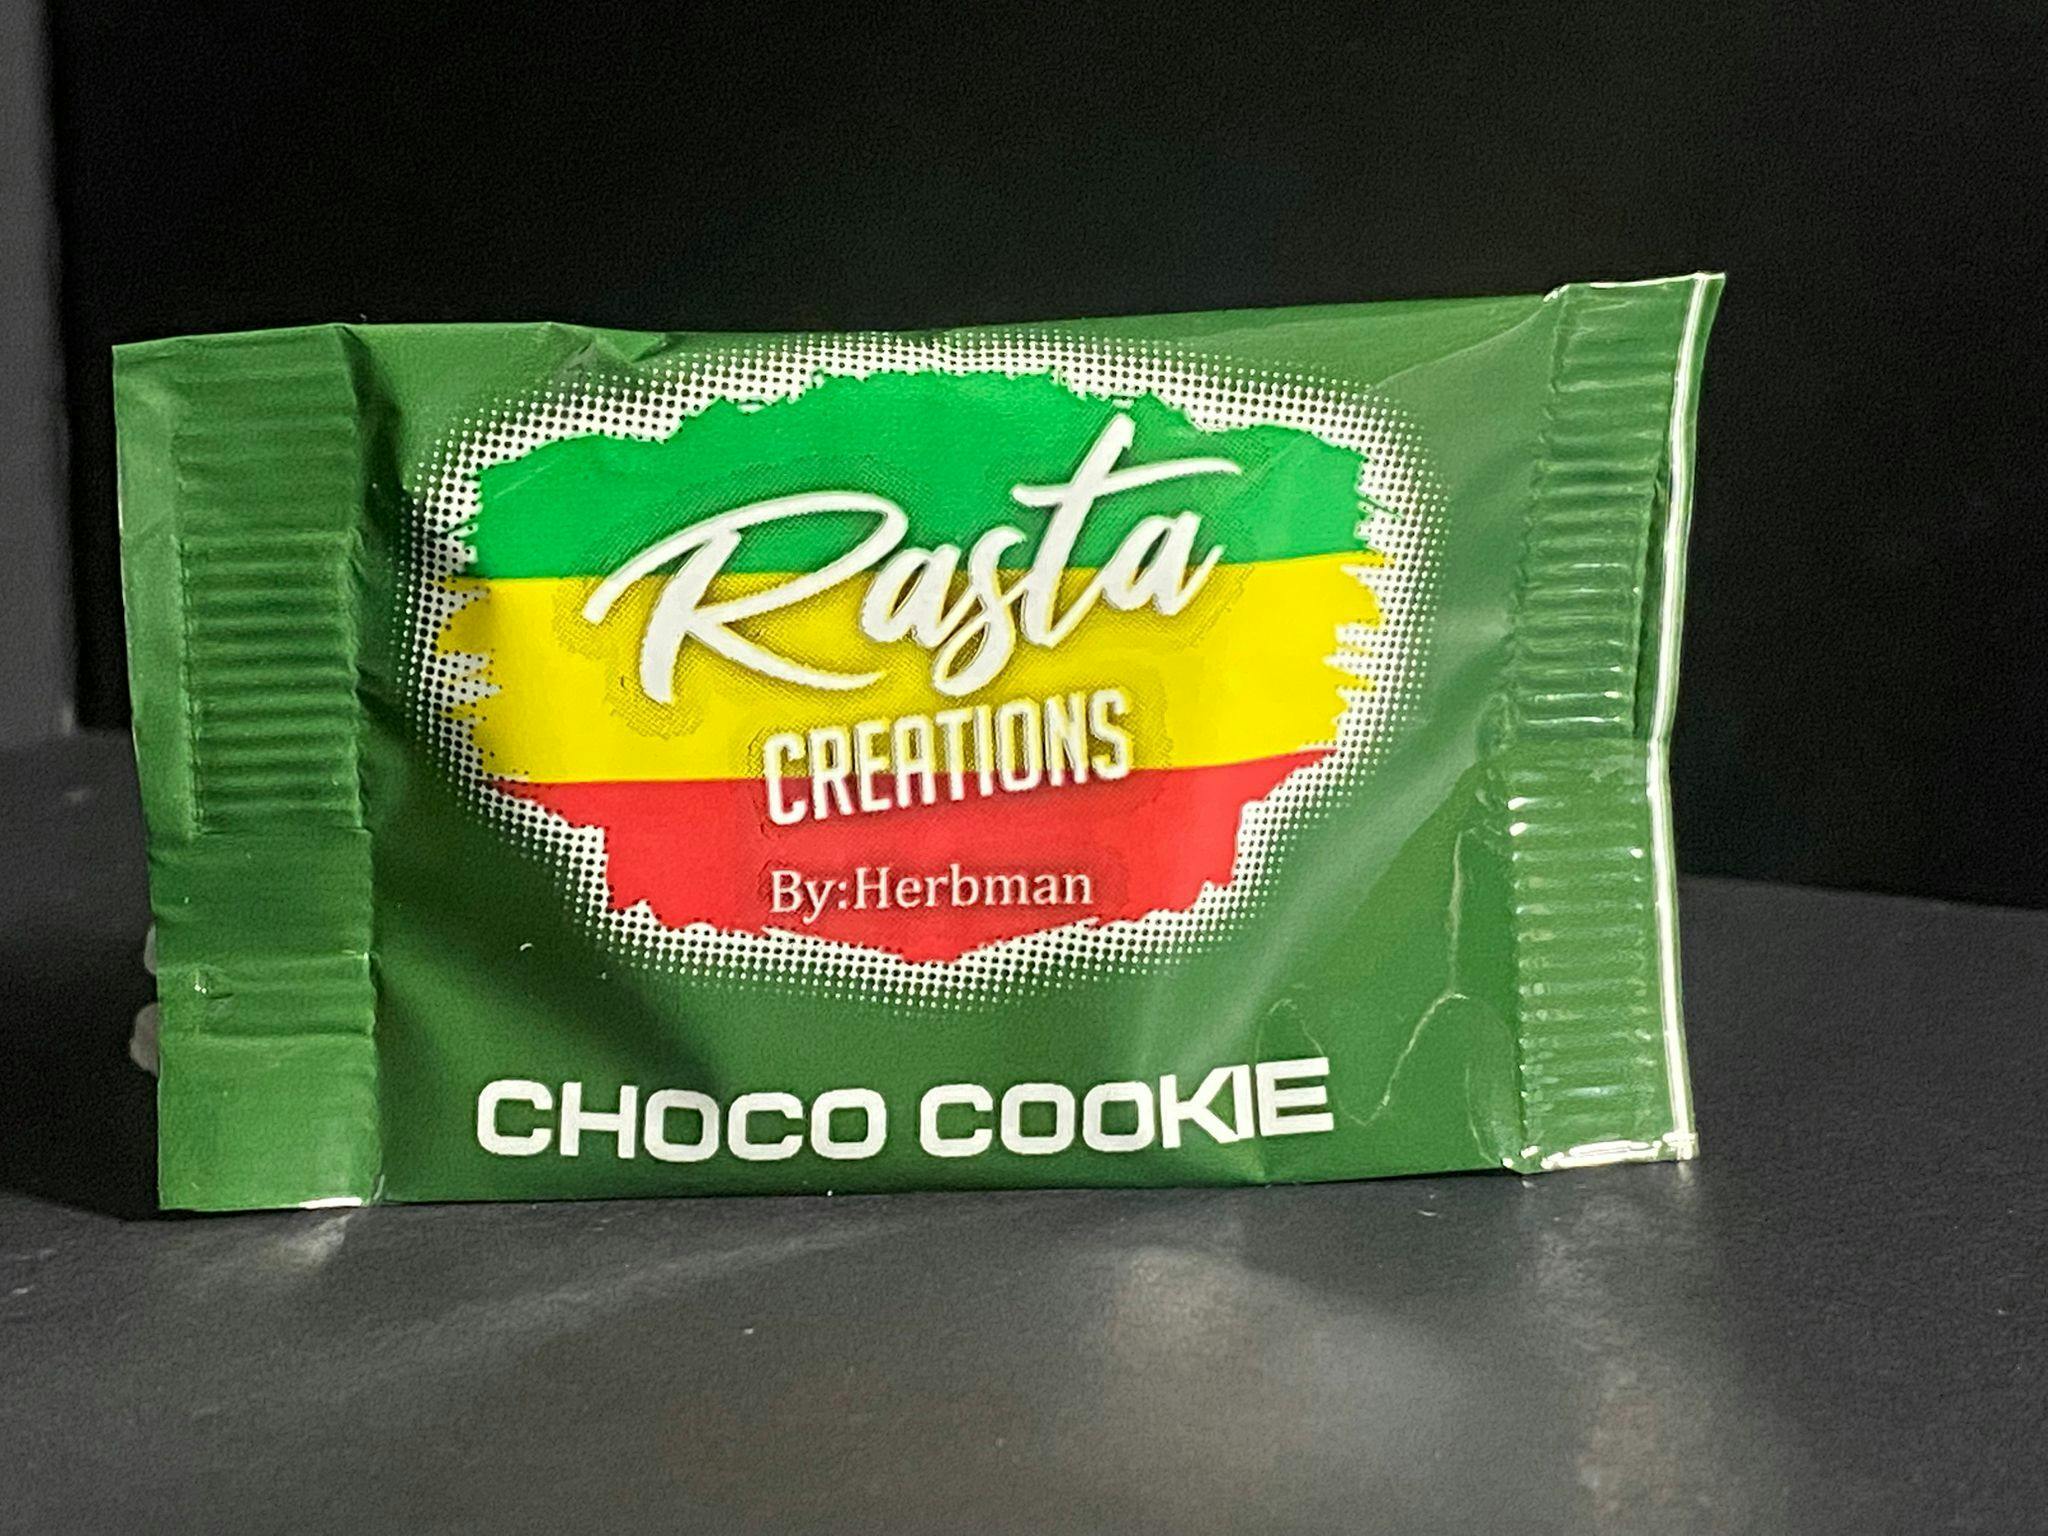 Rasta
CREATIONS
By:Herbman
CHOCO COOKIE